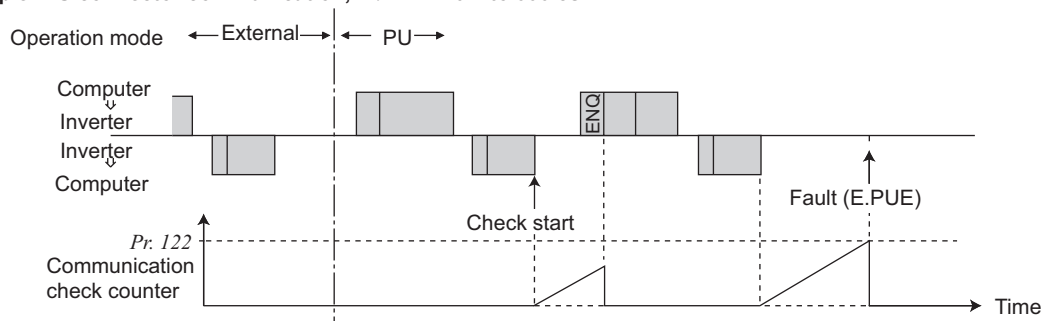 Operation mode
External
PU
Computer
Inverter
Inverter
Computer
ENQ
Check start
Fault (E.PUE)
Pr. 122
Communication
check counter
Time